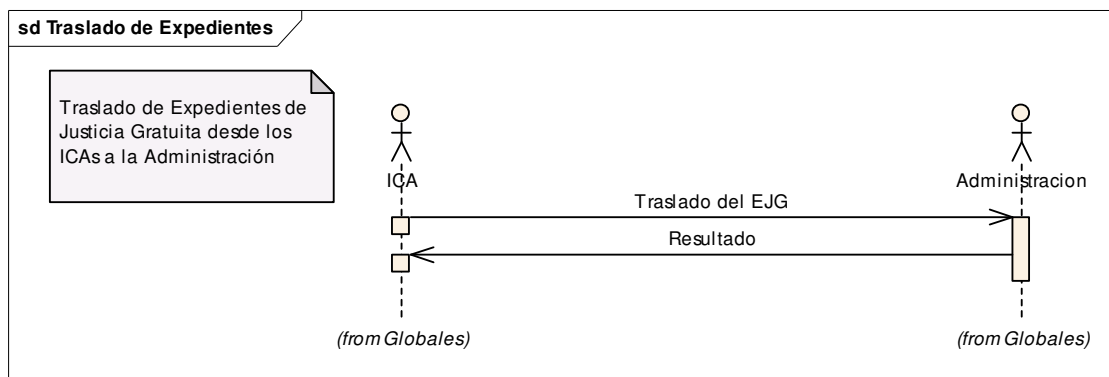 sd Traslado de Expedientes
Traslado de Expedientes de
Justicia Gratuita desde los
ICAs a la Administración
ICA
Administracion
Traslado del EJG
Resultado
(from Globales)
(from Globales)